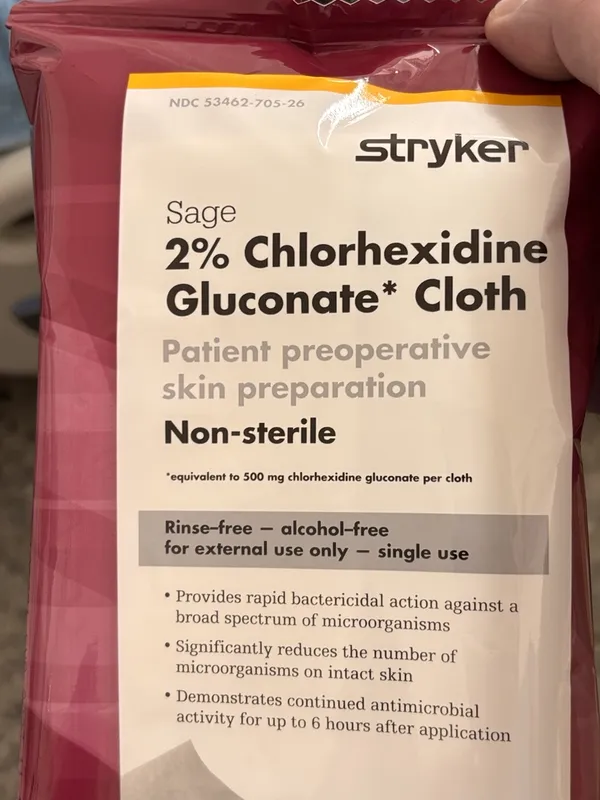 NDC 53462-705-26
stryker
Sage
2% Chlorhexidine
Gluconate* Cloth
Patient preoperative
skin preparation
Non-sterile
*equivalent to 500 mg chlorhexidine gluconate per cloth
Rinse–free — alcohol–free
for external use only — single use
• Provides rapid bactericidal action against a
broad spectrum of microorganisms
• Significantly reduces the number of
microorganisms on intact skin
• Demonstrates continued antimicrobial
activity for up to 6 hours after application